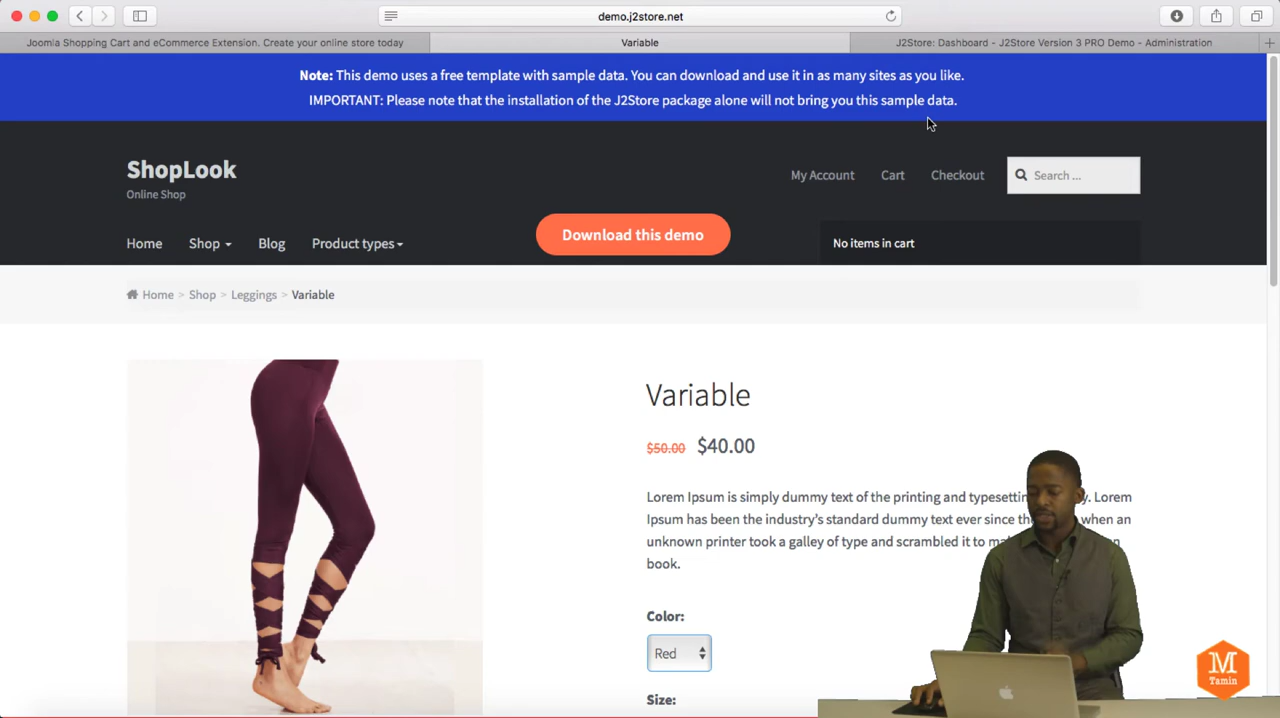 demo.j2store.net
Joomla Shopping Cart and eCommerce Extension. Create your online store today
Variable
J2Store: Dashboard - J2Store Version 3 PRO Demo - Administration
Note: This demo uses a free template with sample data. You can download and use it in as many sites as you like.
IMPORTANT: Please note that the installation of the J2Store package alone will not bring you this sample data.
ShopLook
Online Shop
My Account
Cart
Checkout
Search ...
Home
Shop
Blog
Product types
Download this demo
No items in cart
Home > Shop > Leggings > Variable
Variable
$50.00 $40.00
Lorem Ipsum is simply dummy text of the printing and typesetting Lorem
Ipsum has been the industry's standard dummy text ever since the when an
unknown printer took a galley of type and scrambled it to
book.
Color:
Red
Size:
M
Tamin